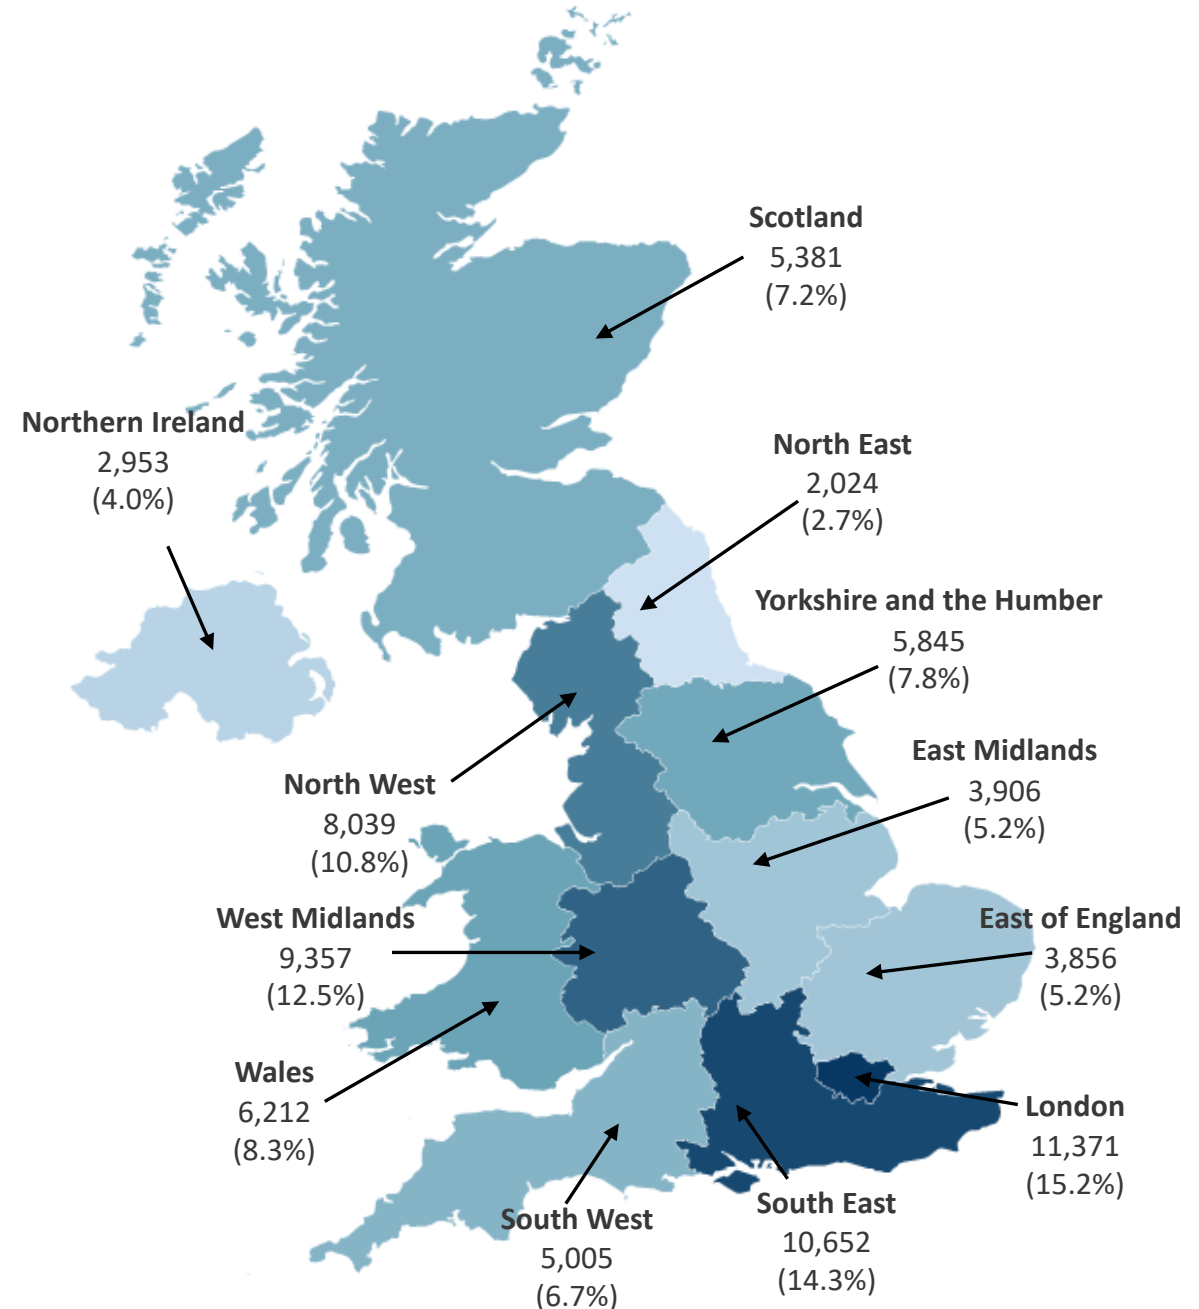 Scotland
5,381
(7.2%)
Northern Ireland
2,953
(4.0%)
North East
2,024
(2.7%)
Yorkshire and the Humber
5,845
(7.8%)
East Midlands
3,906
(5.2%)
North West
8,039
(10.8%)
West Midlands
9,357
(12.5%)
East of England
3,856
(5.2%)
Wales
6,212
(8.3%)
London
11,371
(15.2%)
South East
10,652
(14.3%)
South West
5,005
(6.7%)